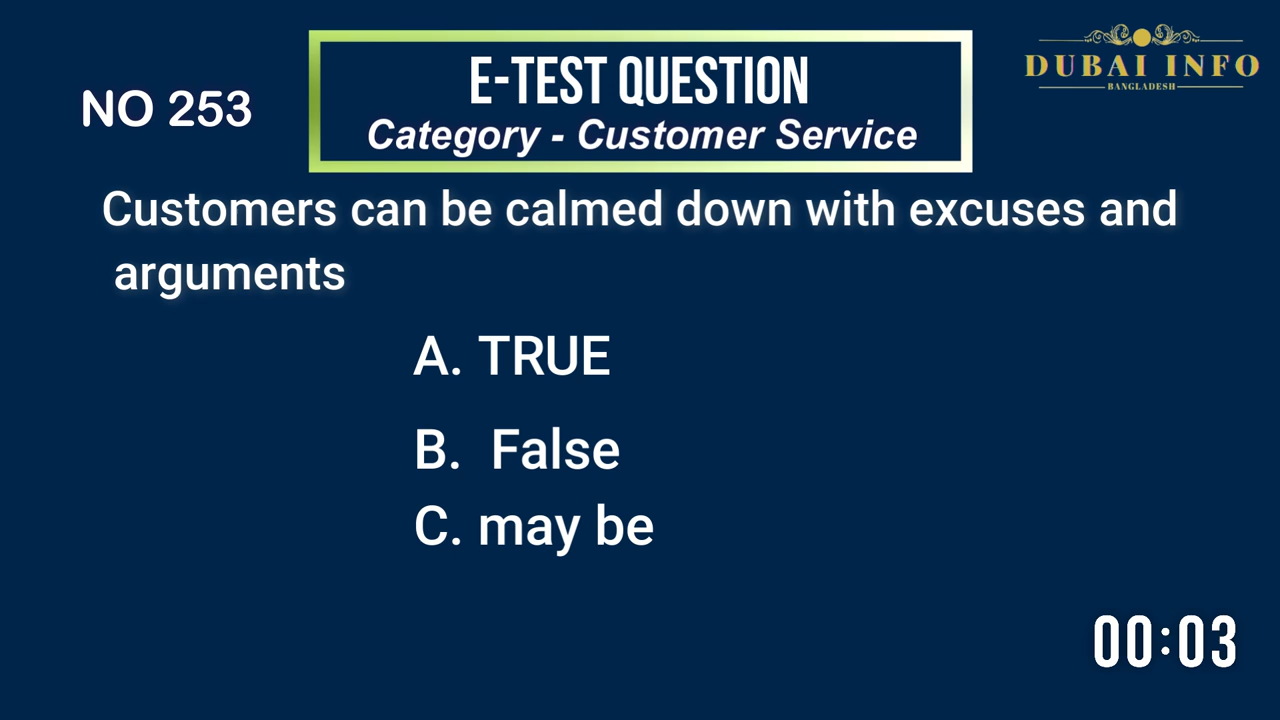 DUBAI INFO
BANGLADESH
NO 253
E-TEST QUESTION
Category - Customer Service
Customers can be calmed down with excuses and
arguments
A. TRUE
B. False
C. may be
00:03